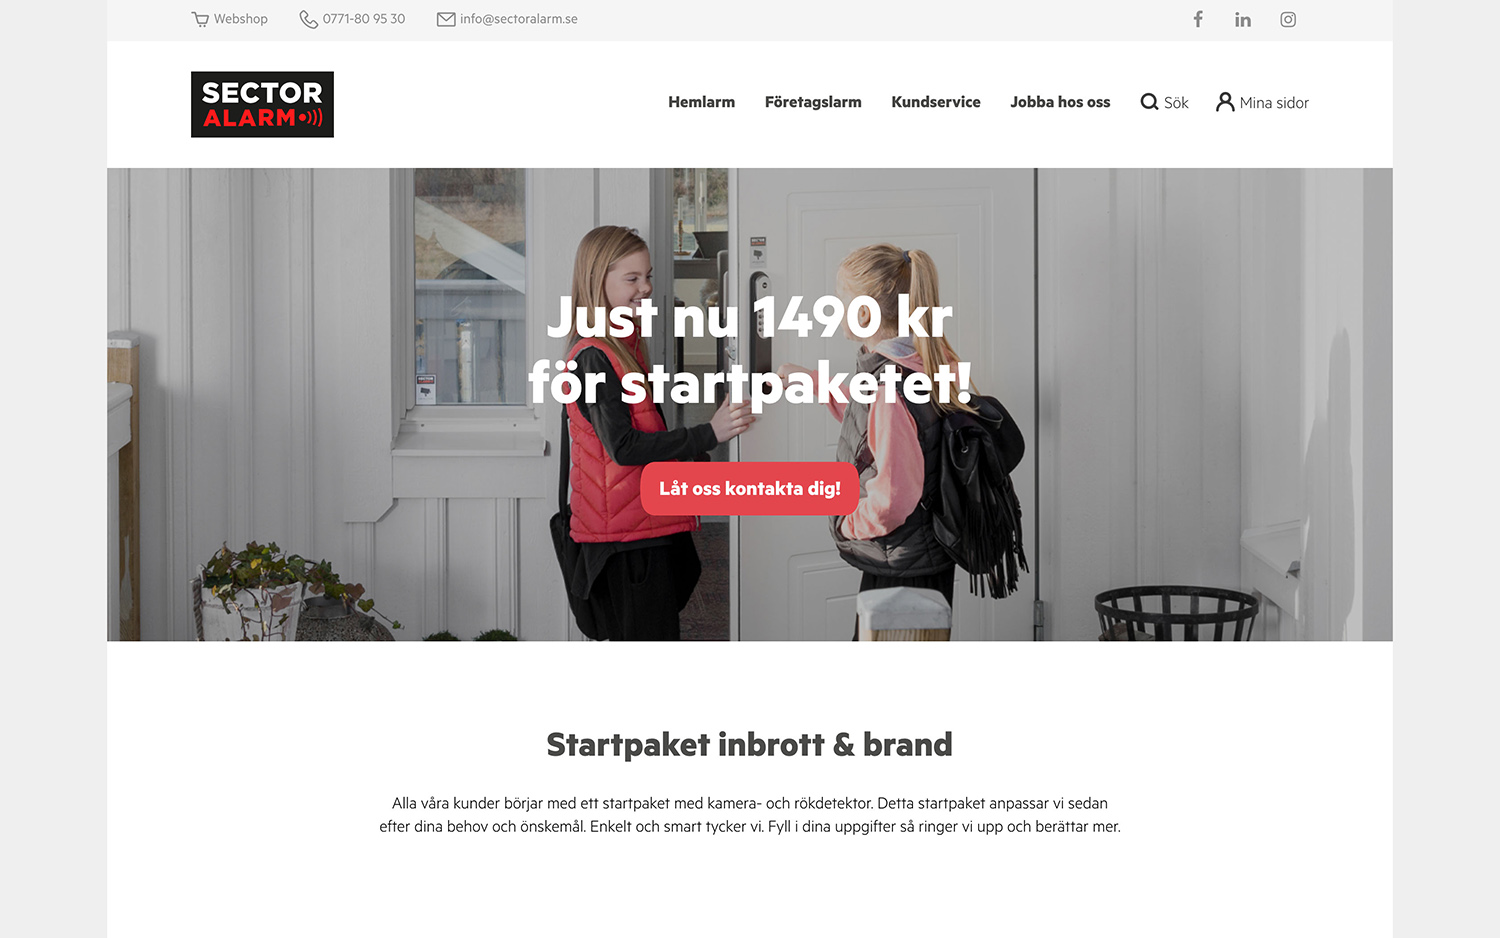 Webshop
0771-80 95 30
info@sectoralarm.se
SECTOR
ALARM
Hemlarm
Företagslarm
Kundservice
Jobba hos oss
Sök
Mina sidor
Just nu 1490 kr
för startpaketet!
Låt oss kontakta dig!
Startpaket inbrott & brand
Alla våra kunder börjar med ett startpaket med kamera- och rökdetektor. Detta startpaket anpassar vi sedan
efter dina behov och önskemål. Enkelt och smart tycker vi. Fyll i dina uppgifter så ringer vi upp och berättar mer.